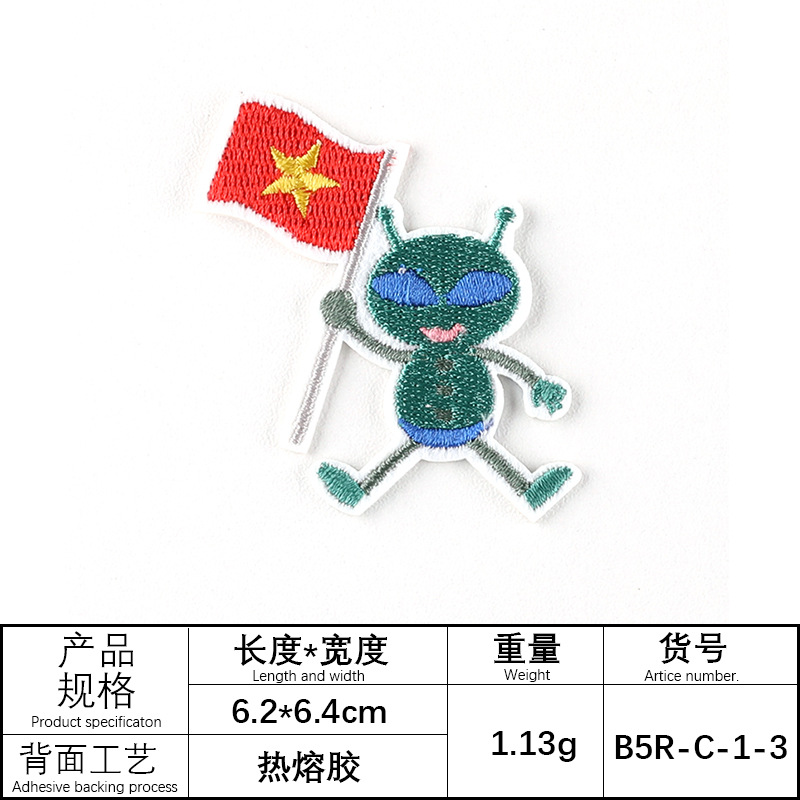 产品
规格
Product specificaton
长度*宽度
Length and width
重量
Weight
货号
Artice number.
6.2*6.4cm
1.13g
B5R-C-1-3
背面工艺
Adhesive backing process
热熔胶